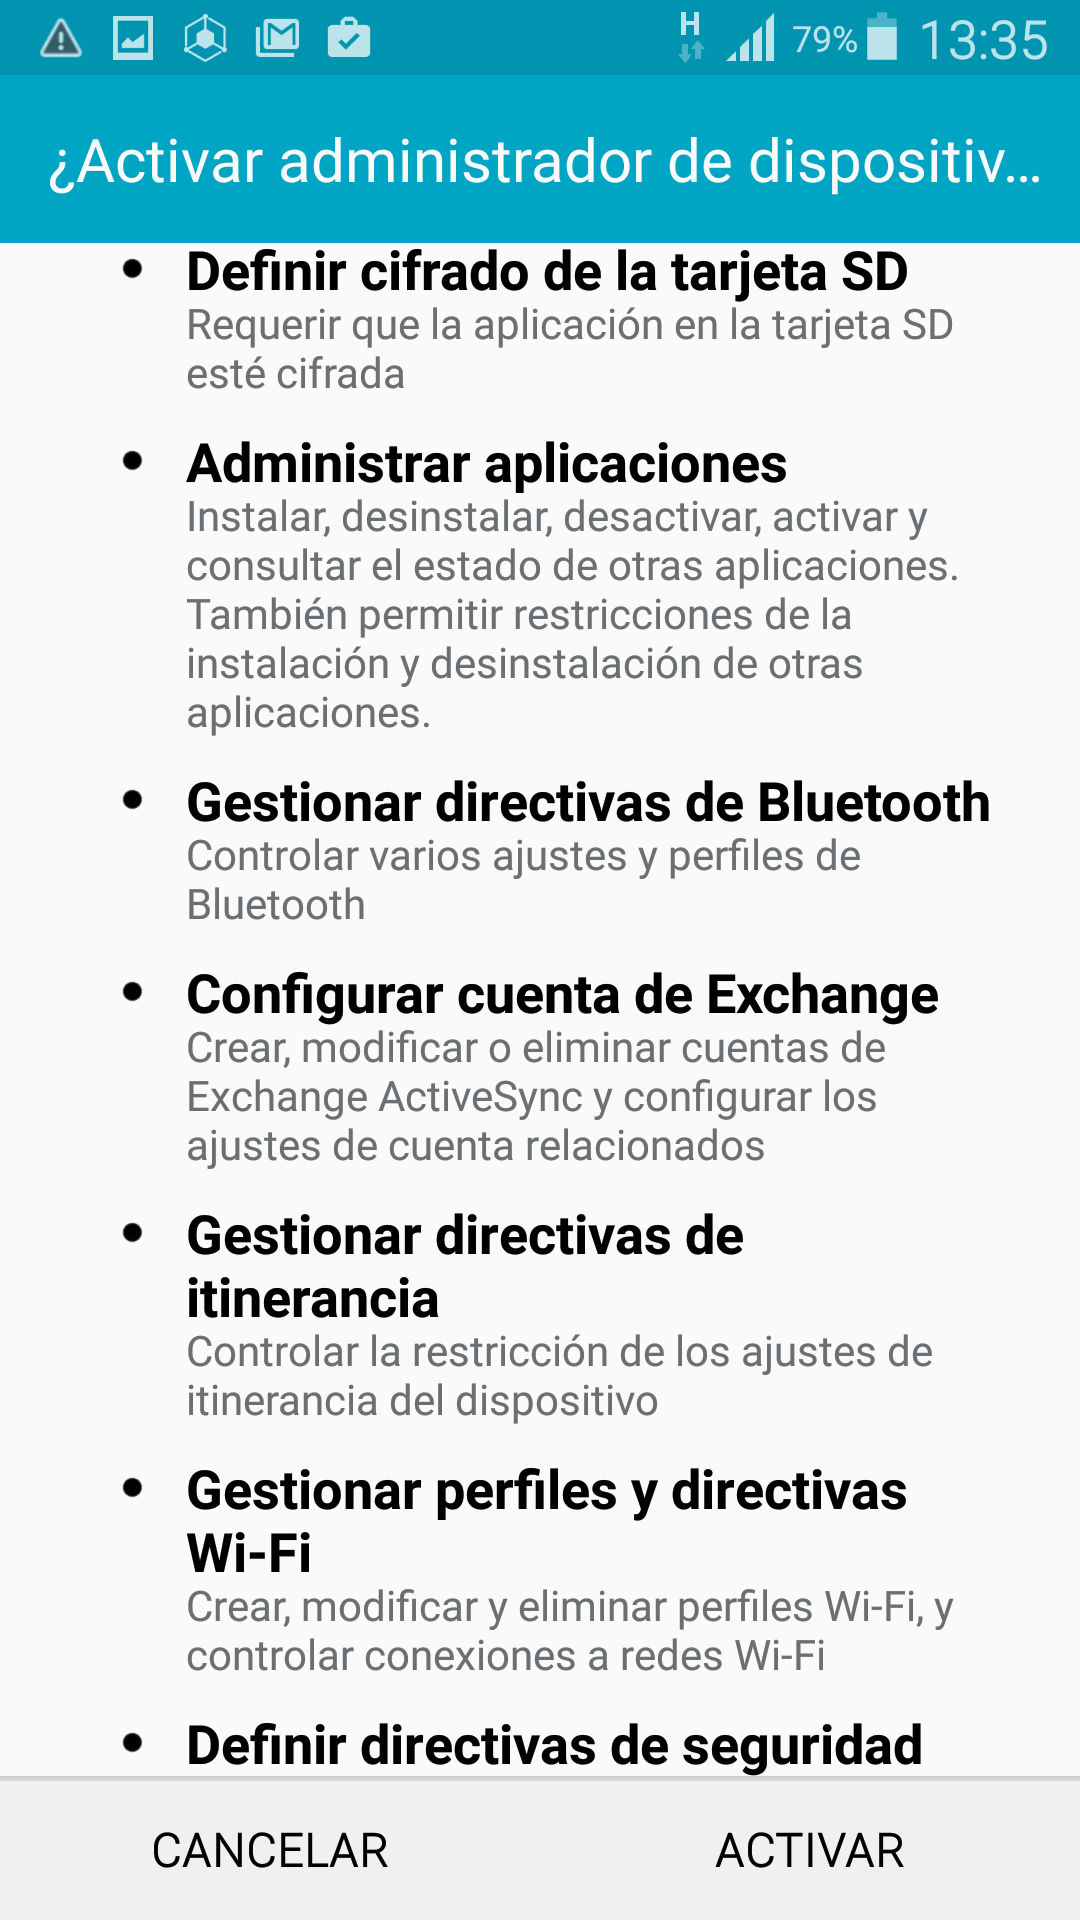 H 79% 13:35
¿Activar administrador de dispositiv...
• Definir cifrado de la tarjeta SD
Requerir que la aplicación en la tarjeta SD
esté cifrada
• Administrar aplicaciones
Instalar, desinstalar, desactivar, activar y
consultar el estado de otras aplicaciones.
También permitir restricciones de la
instalación y desinstalación de otras
aplicaciones.
• Gestionar directivas de Bluetooth
Controlar varios ajustes y perfiles de
Bluetooth
• Configurar cuenta de Exchange
Crear, modificar o eliminar cuentas de
Exchange ActiveSync y configurar los
ajustes de cuenta relacionados
• Gestionar directivas de
itinerancia
Controlar la restricción de los ajustes de
itinerancia del dispositivo
• Gestionar perfiles y directivas
Wi-Fi
Crear, modificar y eliminar perfiles Wi-Fi, y
controlar conexiones a redes Wi-Fi
• Definir directivas de seguridad
CANCELAR ACTIVAR